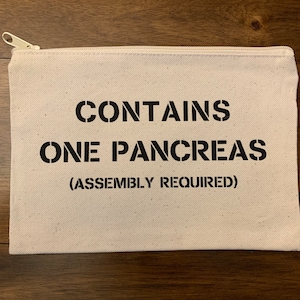 CONTAINS
ONE PANCREAS
(ASSEMBLY REQUIRED)